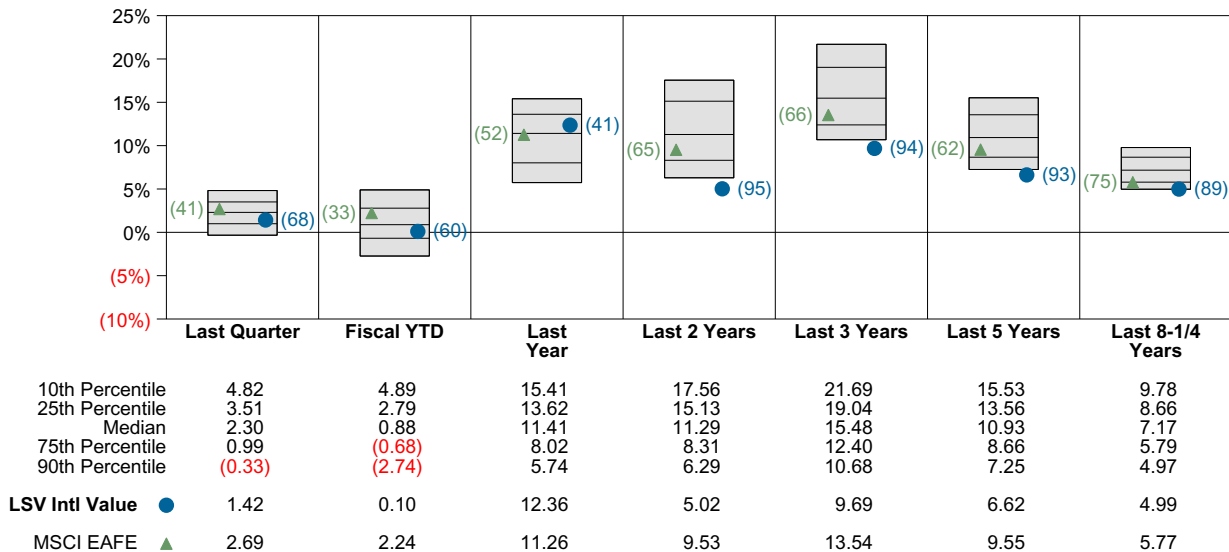 25%
20%
15%
10%
5%
0%
(5%)
(10%)
(41) (68) (33) (60) (52) (41) (65) (95) (66) (94) (62) (93) (75) (89)
Last Quarter Fiscal YTD Last Last 2 Years Last 3 Years Last 5 Years Last 8-1/4
Year Years
10th Percentile 4.82 4.89 15.41 17.56 21.69 15.53 9.78
25th Percentile 3.51 2.79 13.62 15.13 19.04 13.56 8.66
Median 2.30 0.88 11.41 11.29 15.48 10.93 7.17
75th Percentile 0.99 (0.68) 8.02 8.31 12.40 8.66 5.79
90th Percentile (0.33) (2.74) 5.74 6.29 10.68 7.25 4.97
LSV Intl Value 1.42 0.10 12.36 5.02 9.69 6.62 4.99
MSCI EAFE 2.69 2.24 11.26 9.53 13.54 9.55 5.77